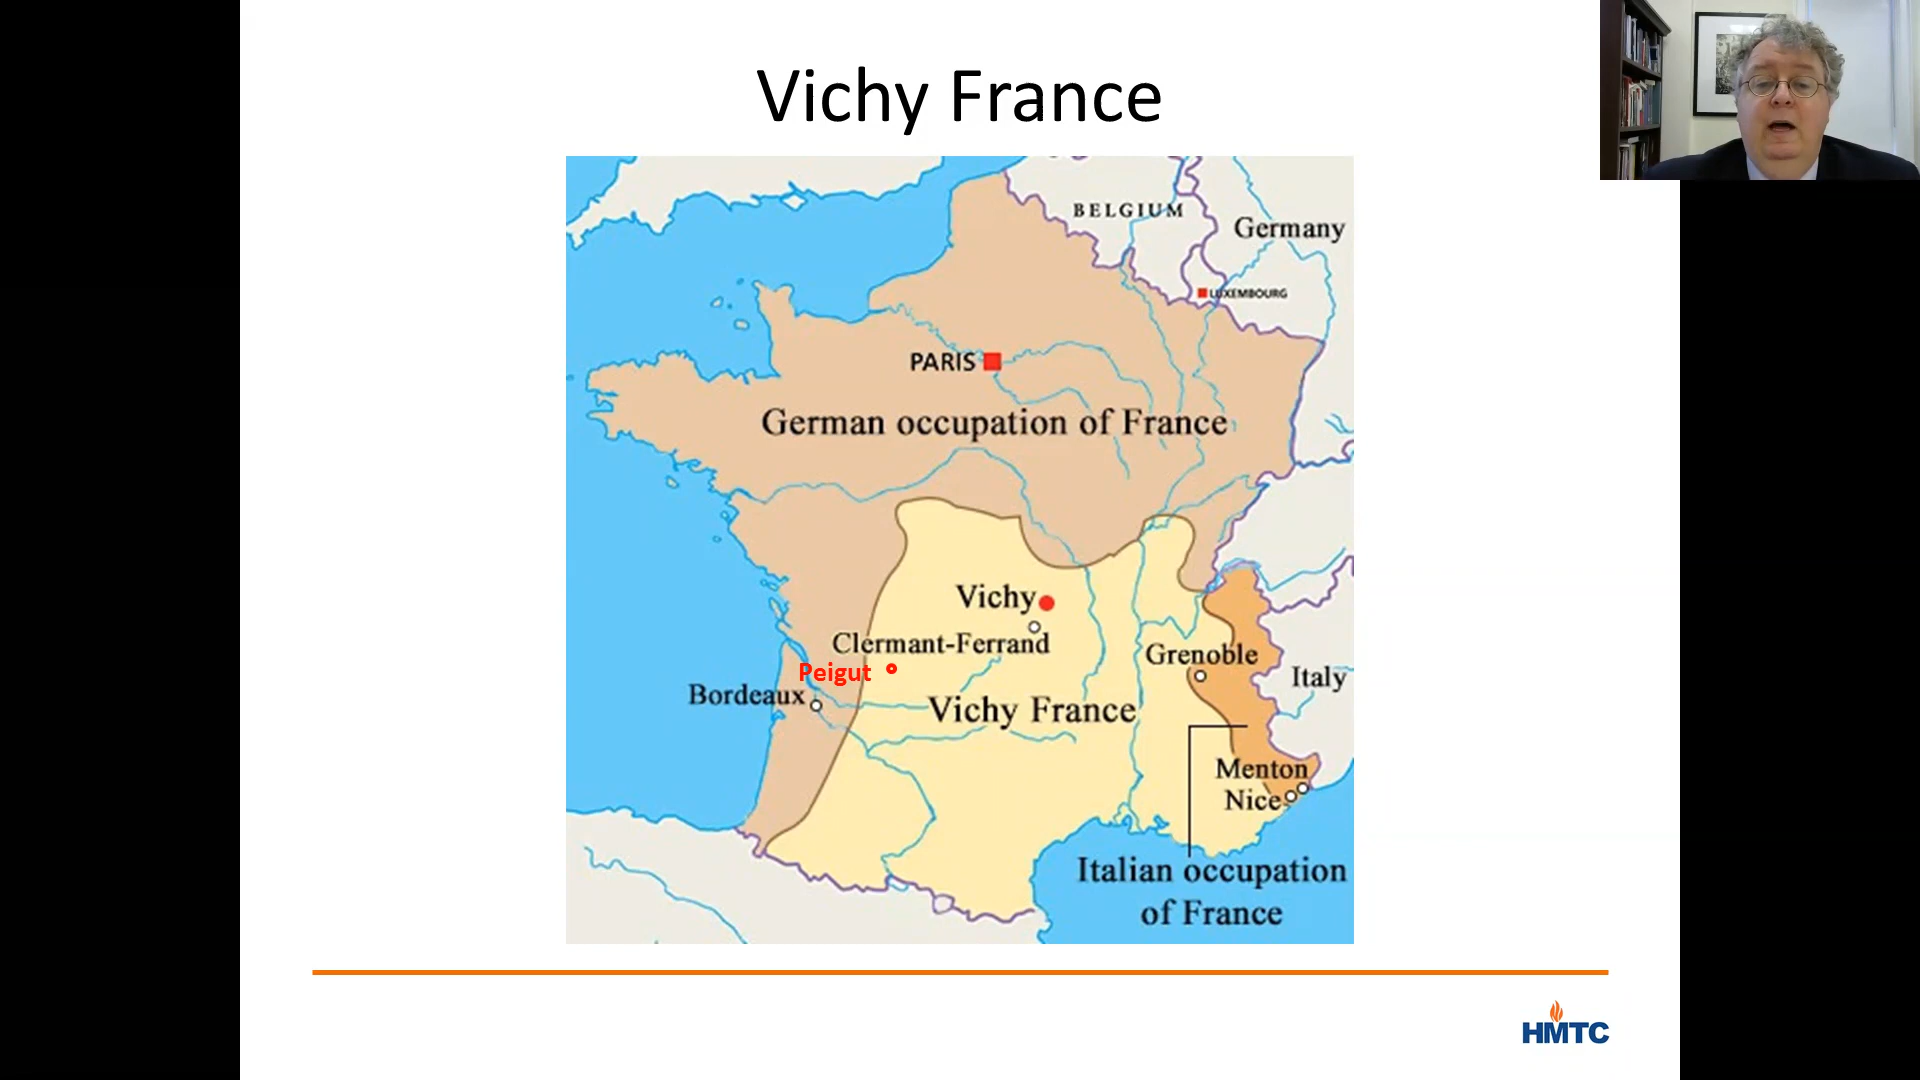 Vichy France
BELGIUM
Germany
LUXEMBOURG
PARIS
German occupation of France
Vichy
Clermant-Ferrand
Peigut
Grenoble
Italy
Bordeaux
Vichy France
Menton
Nice
Italian occupation
of France
HMTC